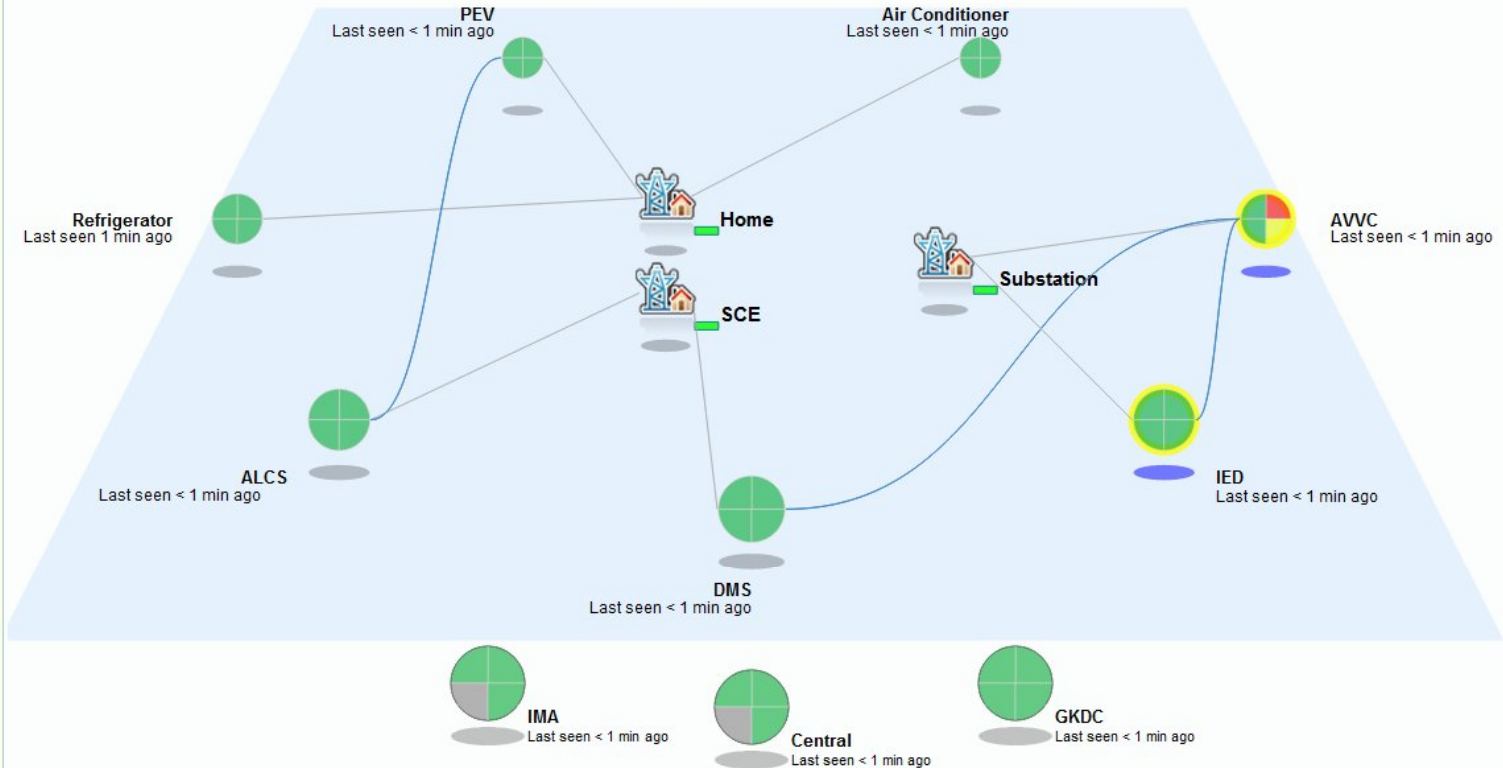 PEV
Last seen < 1 min ago
Air Conditioner
Last seen < 1 min ago
Refrigerator
Last seen 1 min ago
Home
AVVC
Last seen < 1 min ago
Substation
SCE
ALCS
Last seen < 1 min ago
IED
Last seen < 1 min ago
DMS
Last seen < 1 min ago
IMA
Last seen < 1 min ago
Central
Last seen < 1 min ago
GKDC
Last seen < 1 min ago